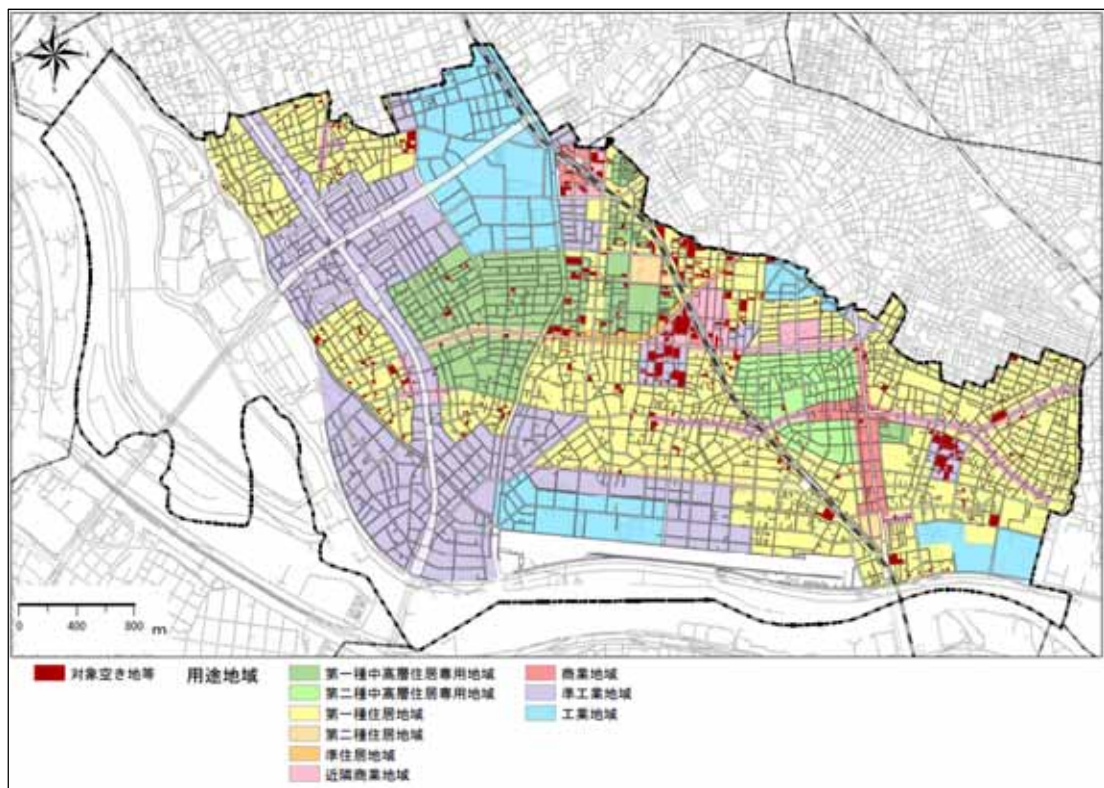 0 400 800 m
対象空き地等
用途地域
第一種中高層住居専用地域
第二種中高層住居専用地域
第一種住居地域
第二種住居地域
準住居地域
近隣商業地域
商業地域
準工業地域
工業地域